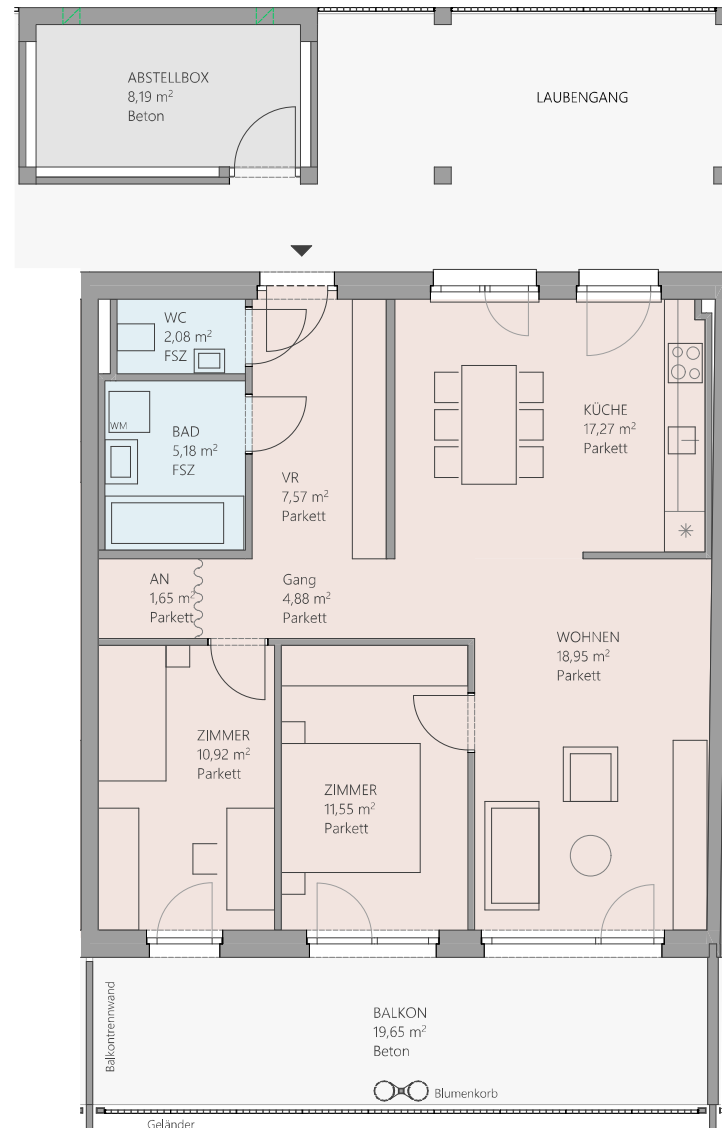 ABSTELLBOX
8,19 m²
Beton
LAUBENGANG
WC
2,08 m²
FSZ
WM
BAD
5,18 m²
FSZ
KÜCHE
17,27 m²
Parkett
VR
7,57 m²
Parkett
AN
1,65 m²
Parkett
Gang
4,88 m²
Parkett
WOHNEN
18,95 m²
Parkett
ZIMMER
10,92 m²
Parkett
ZIMMER
11,55 m²
Parkett
Balkontrennwand
BALKON
19,65 m²
Beton
Blumenkorb
Geländer